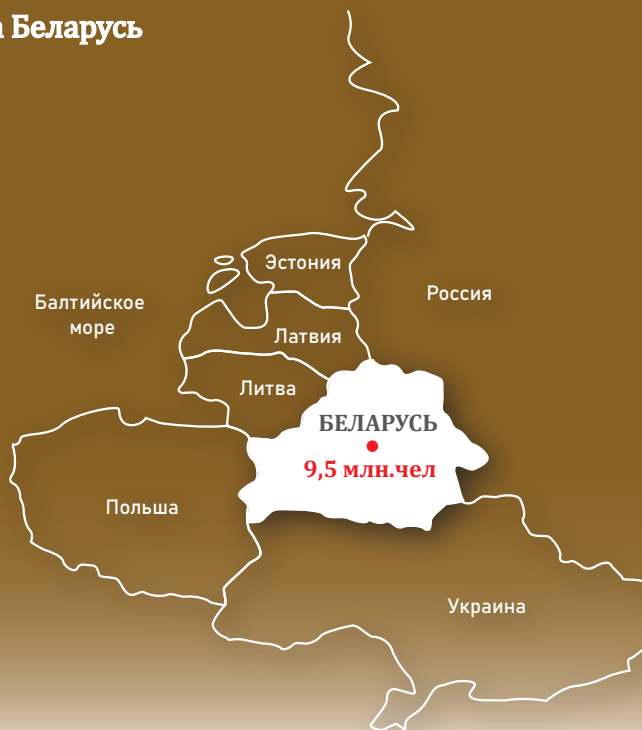 Беларусь
Эстония
Россия
Балтийское
море
Латвия
Литва
БЕЛАРУСЬ
9,5 млн.чел
Польша
Украина